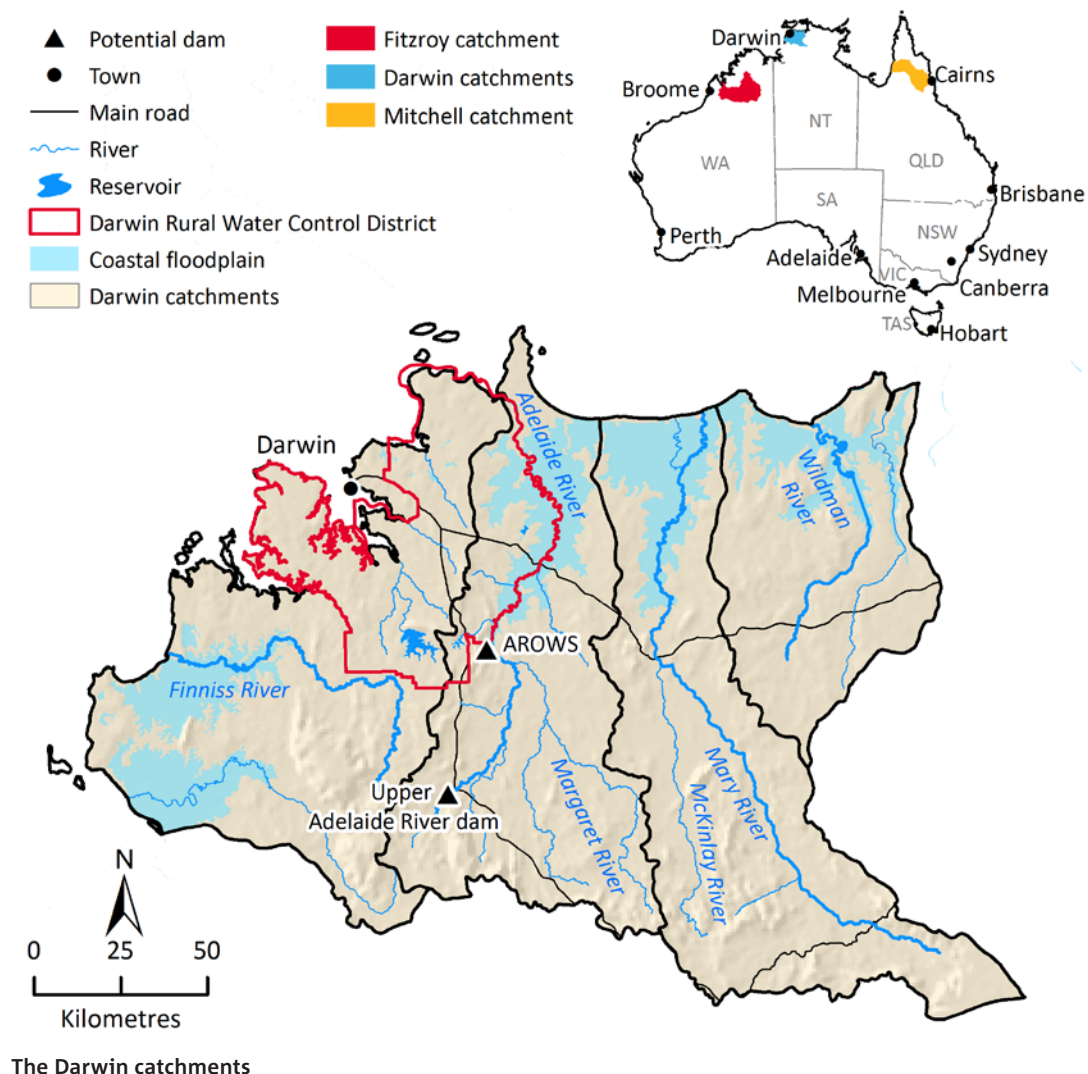 Potential dam
Town
Main road
River
Reservoir
Darwin Rural Water Control District
Coastal floodplain
Darwin catchments
Fitzroy catchment
Darwin catchments
Mitchell catchment
Darwin
Cairns
Broome
NT
WA
QLD
Brisbane
SA
NSW
Perth
Adelaide
Sydney
VIC
Canberra
Melbourne
TAS
Hobart
Darwin
Adelaide River
Wildman
River
AROWS
Finniss River
Upper
Adelaide River dam
Margaret River
McKinlay River
Mary River
N
0 25 50
Kilometres
The Darwin catchments